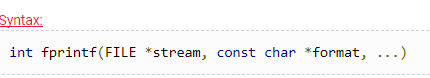 Syntax:
int fprintf(FILE *stream, const char *format, ...)